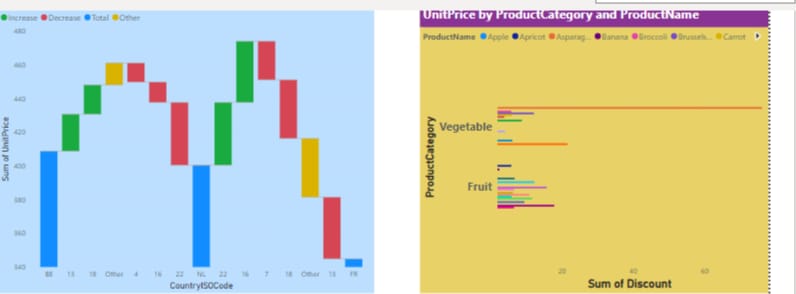 Increase Decrease Total Other
480
460
440
420
400
380
360
340
Sum of UnitPrice
BE 13 18 Other 4 16 22 NL 22 16 7 18 Other 13 FR
CountryISOCode
UnitPrice by ProductCategory and ProductName
ProductName Apple Apricot Asparag... Banana Broccoli Brussels... Carrot
ProductCategory
Vegetable
Fruit
20 40 60
Sum of Discount